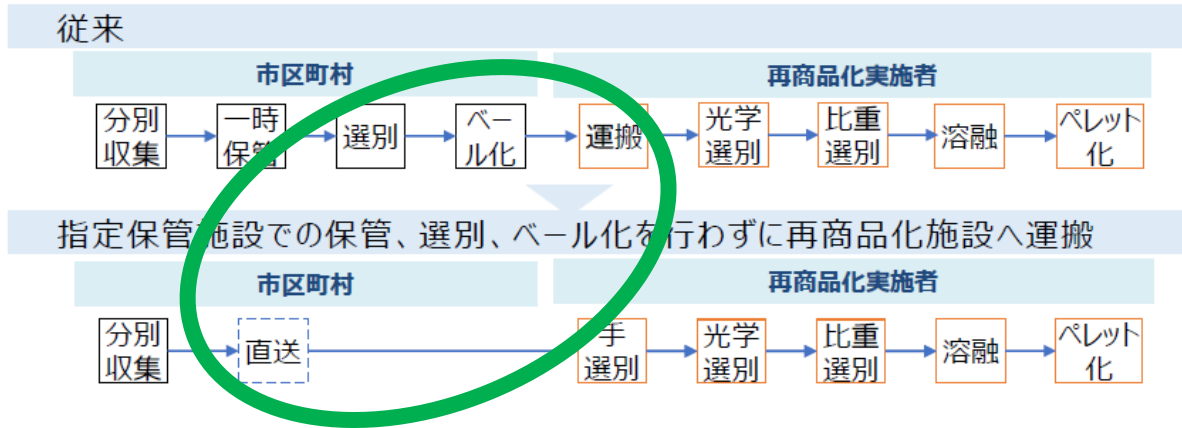 従来
市区町村
再商品化実施者
分別
収集
一時
保管
選別
ベー
ル化
運搬
光学
選別
比重
選別
溶融
ペレット
化
指定保管施設での保管、選別、ベール化を行わずに再商品化施設へ運搬
市区町村
再商品化実施者
分別
収集
直送
手
選別
光学
選別
比重
選別
溶融
ペレット
化